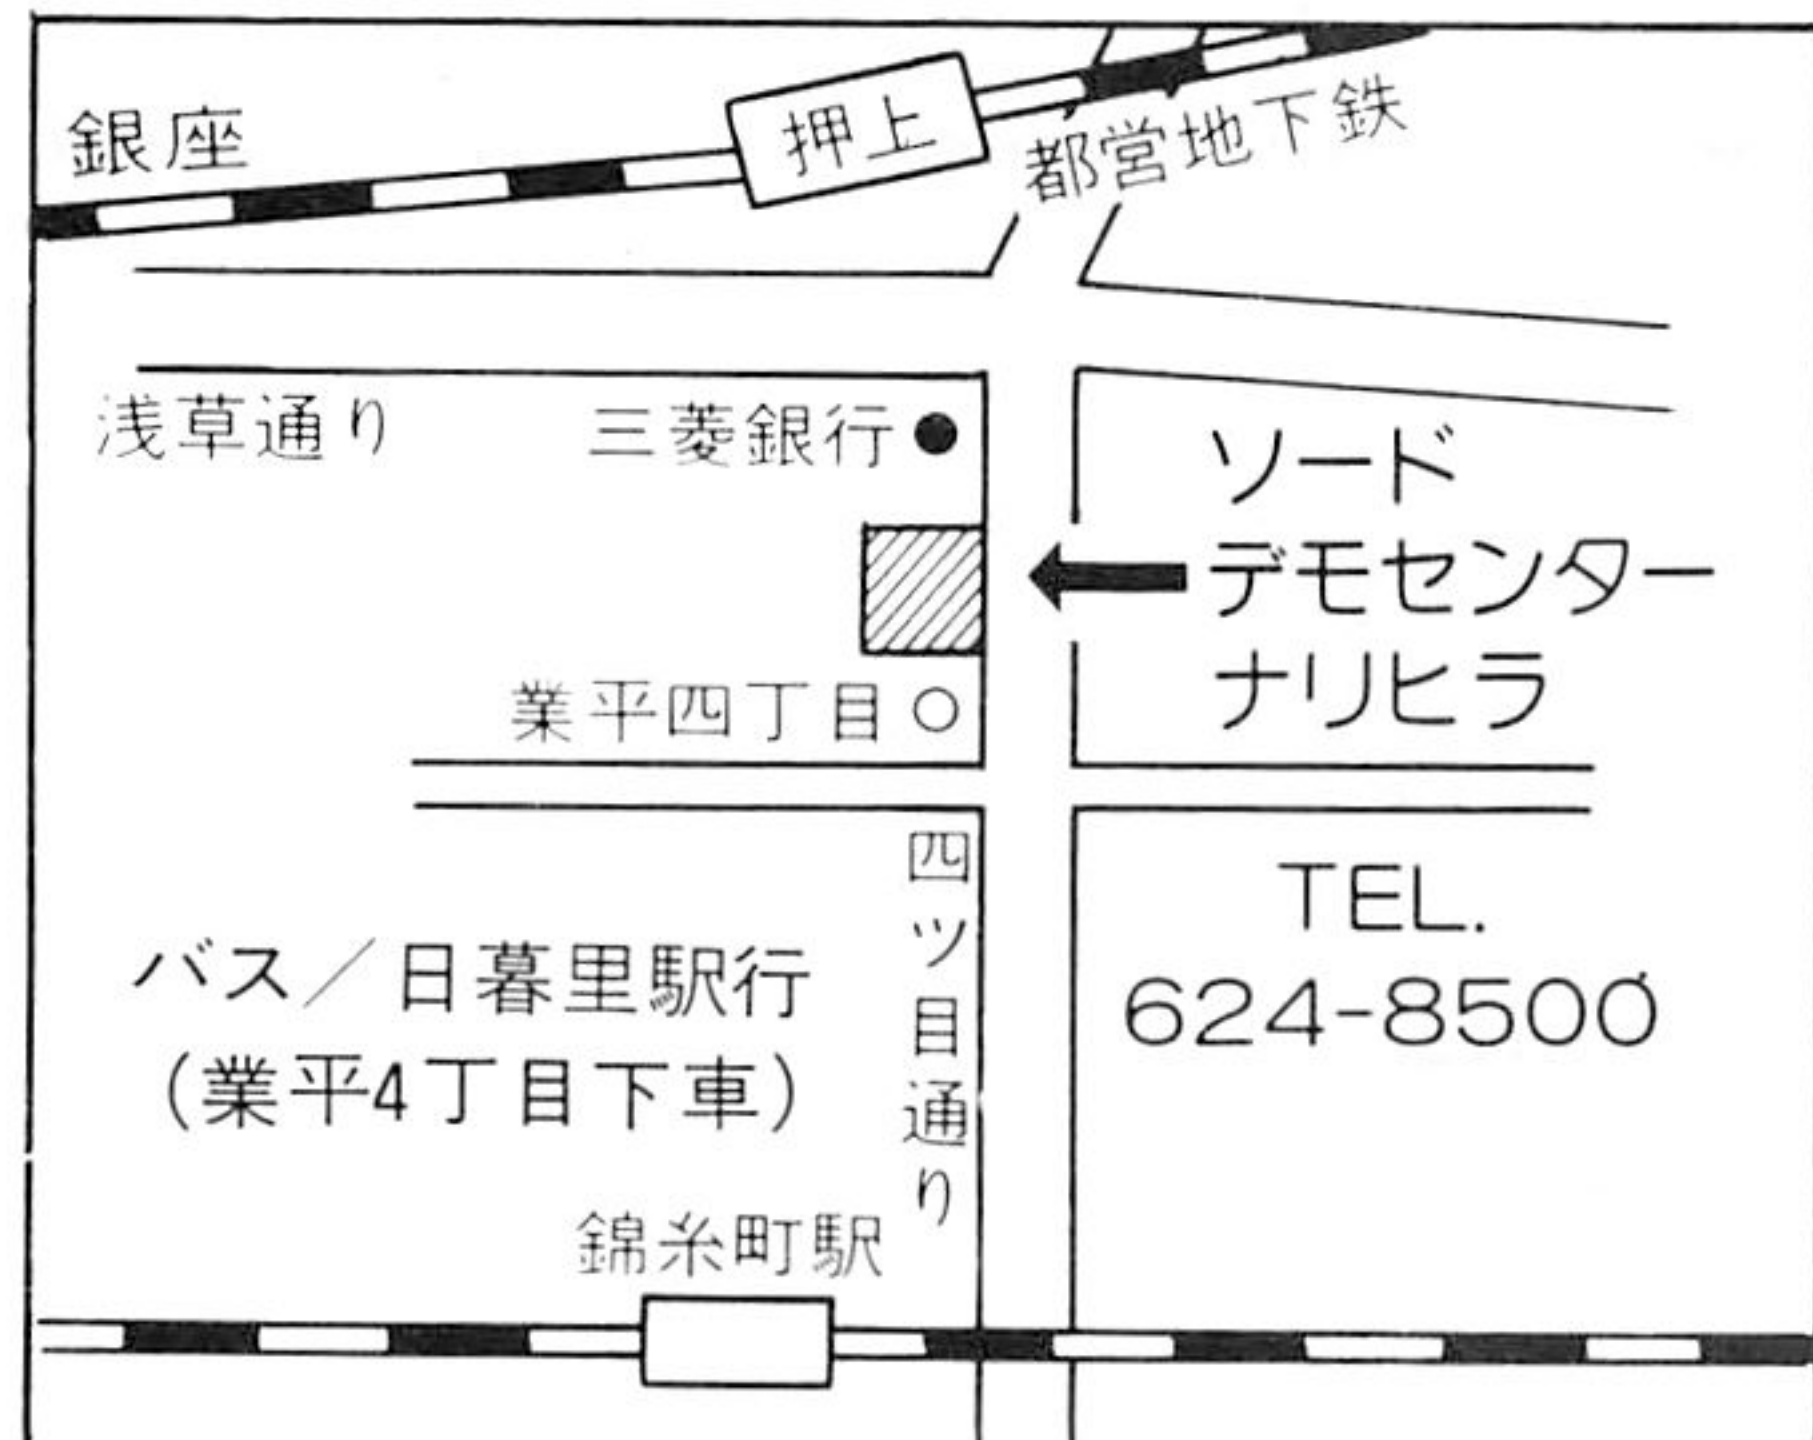 銀座
押上
都営地下鉄
浅草通り
三菱銀行
ソード
デモセンター
ナリヒラ
業平四丁目
四ツ目通り
TEL.
624-8500
バス／日暮里駅行
（業平4丁目下車）
錦糸町駅